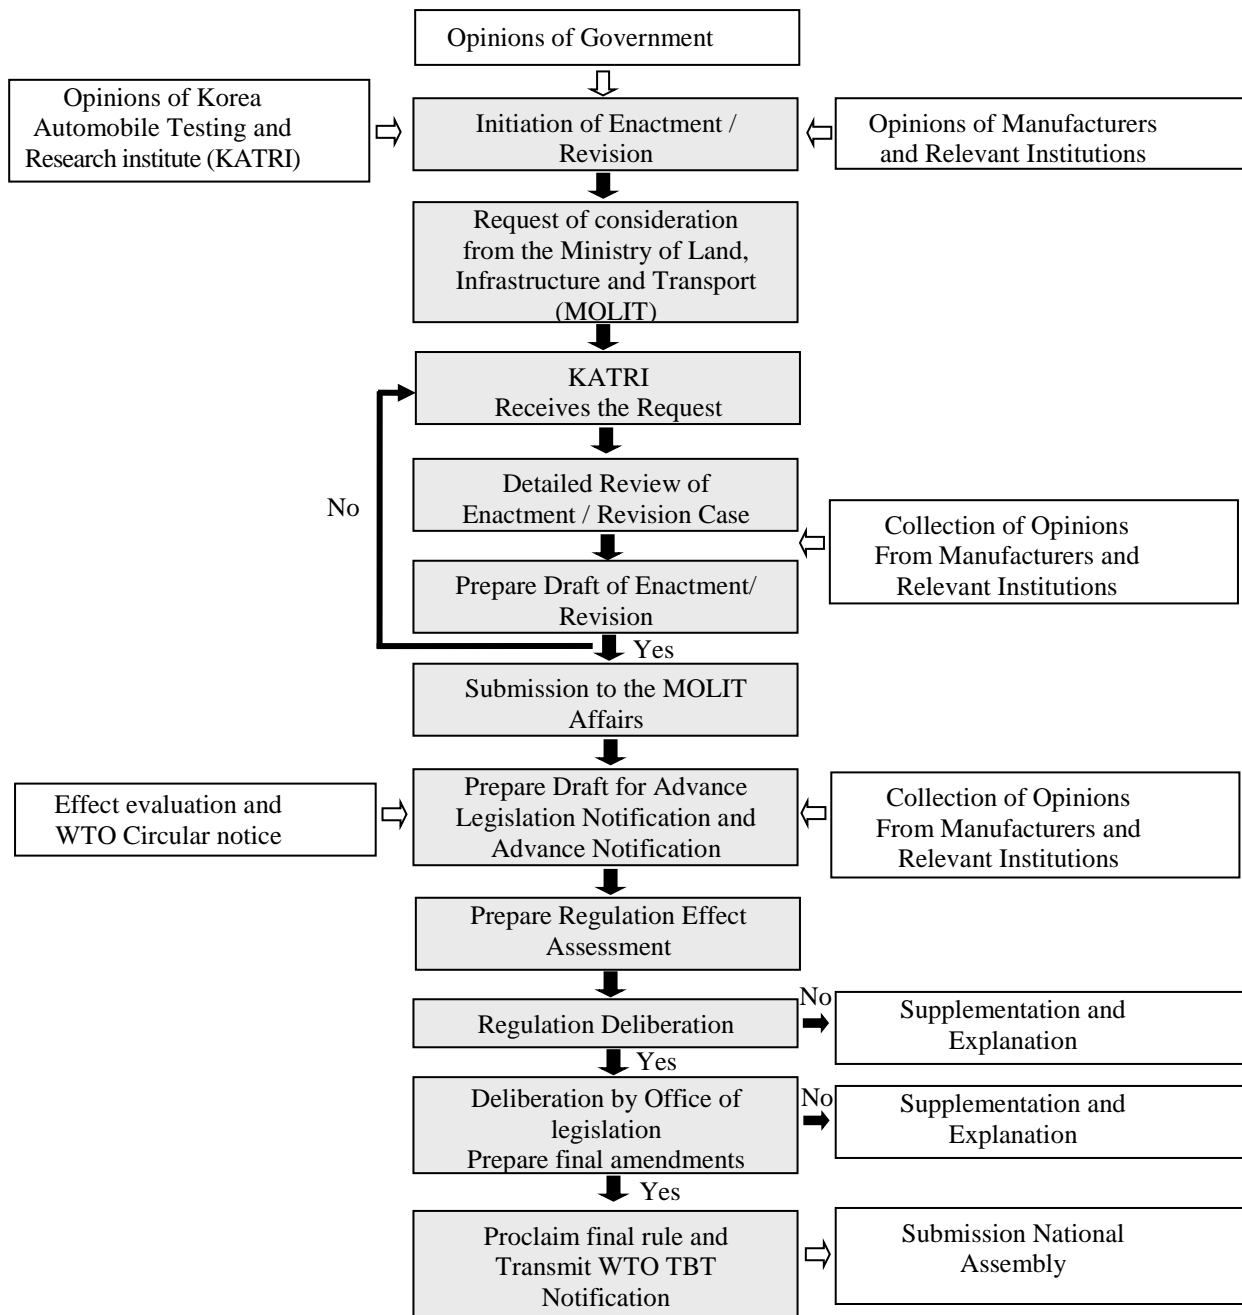 Opinions of Government
Opinions of Korea
Automobile Testing and
Research institute (KATRI)
Initiation of Enactment /
Revision
Opinions of Manufacturers
and Relevant Institutions
Request of consideration
from the Ministry of Land,
Infrastructure and Transport
(MOLIT)
KATRI
Receives the Request
No
Detailed Review of
Enactment / Revision Case
Collection of Opinions
From Manufacturers and
Relevant Institutions
Prepare Draft of Enactment/
Revision
Yes
Submission to the MOLIT
Affairs
Effect evaluation and
WTO Circular notice
Prepare Draft for Advance
Legislation Notification and
Advance Notification
Collection of Opinions
From Manufacturers and
Relevant Institutions
Prepare Regulation Effect
Assessment
Regulation Deliberation
No
Supplementation and
Explanation
Yes
Deliberation by Office of
legislation
Prepare final amendments
No
Supplementation and
Explanation
Yes
Proclaim final rule and
Transmit WTO TBT
Notification
Submission National
Assembly